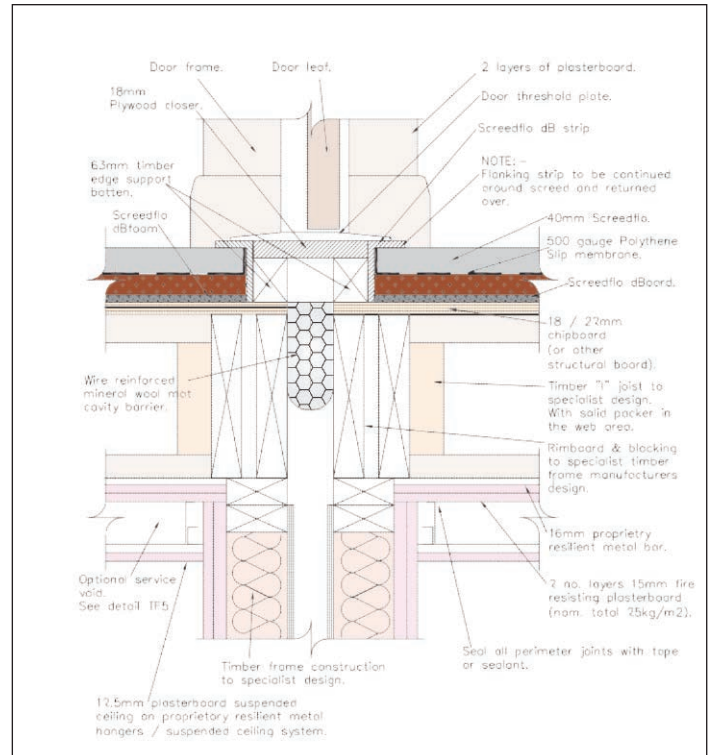 Door frame.
Door leaf.
2 layers of plasterboard.
18mm
Plywood closer.
Door threshold plate.
Screedflo dB strip
63mm timber
edge support
batten.
NOTE:-
Flanking strip to be continued
around screed and returned
over.
Screedflo
dBfoam
40mm Screedflo.
500 gauge Polythene
Slip membrane.
Screedflo dBoard.
18 / 22mm
chipboard
(or other
structural board).
Wire reinforced
mineral wool mat
cavity barrier.
Timber "I" joist to
specialist design.
With solid packer in
the web area.
Rimboard & blocking
to specialist timber
frame manufacturers
design.
16mm proprietry
resilient metal bar.
Optional service
void.
See detail TF5
2 no. layers 15mm fire
resisting plasterboard
(nom. total 25kg/m2).
Timber frame construction
to specialist design.
Seal all perimeter joints with tape
or sealant.
12.5mm plasterboard suspended
ceiling on proprietary resilient metal
hangers / suspended ceiling system.